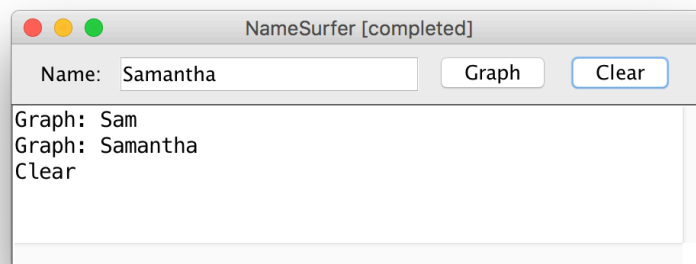 NameSurfer [completed]
Name: Samantha Graph Clear
Graph: Sam
Graph: Samantha
Clear